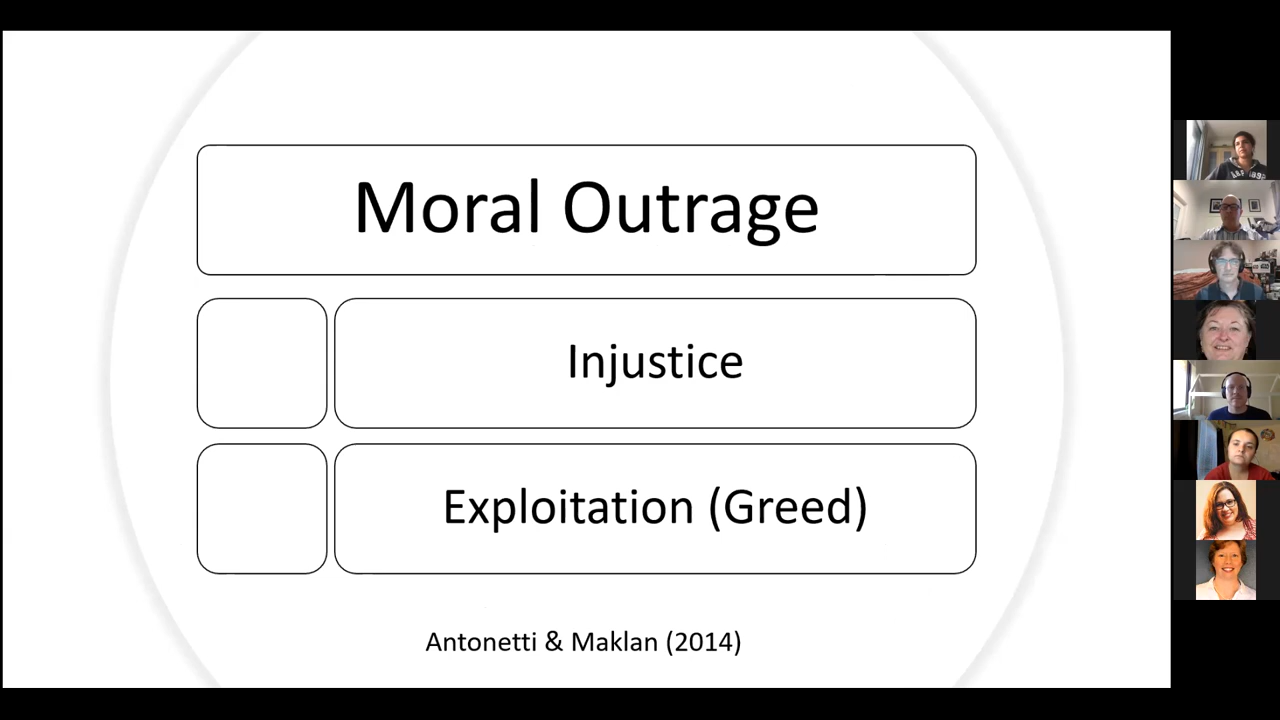 Moral Outrage
Injustice
Exploitation (Greed)
Antonetti & Maklan (2014)